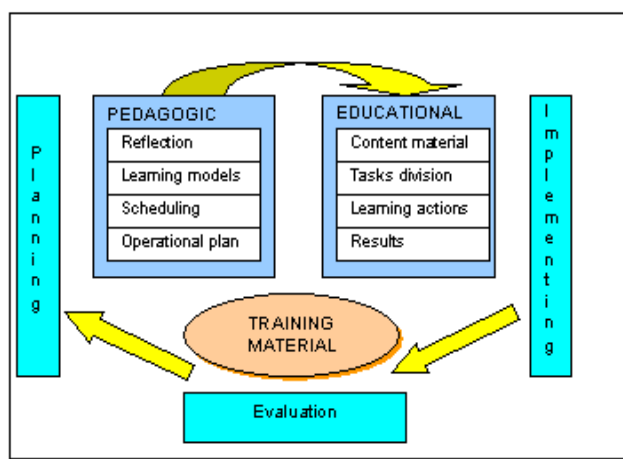 Planning
PEDAGOGIC
Reflection
Learning models
Scheduling
Operational plan
EDUCATIONAL
Content material
Tasks division
Learning actions
Results
Implementing
TRAINING
MATERIAL
Evaluation